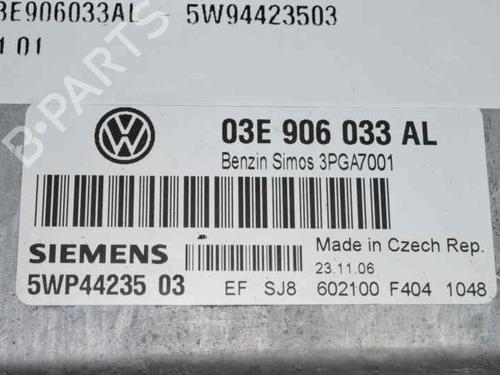 3E906033AL 5W94423503
1 01
B-PARTS
03E 906 033 AL
Benzin Simos 3PGA7001
SIEMENS
Made in Czech Rep.
23.11.06
5WP44235 03 EF SJ8 602100 F404 1048